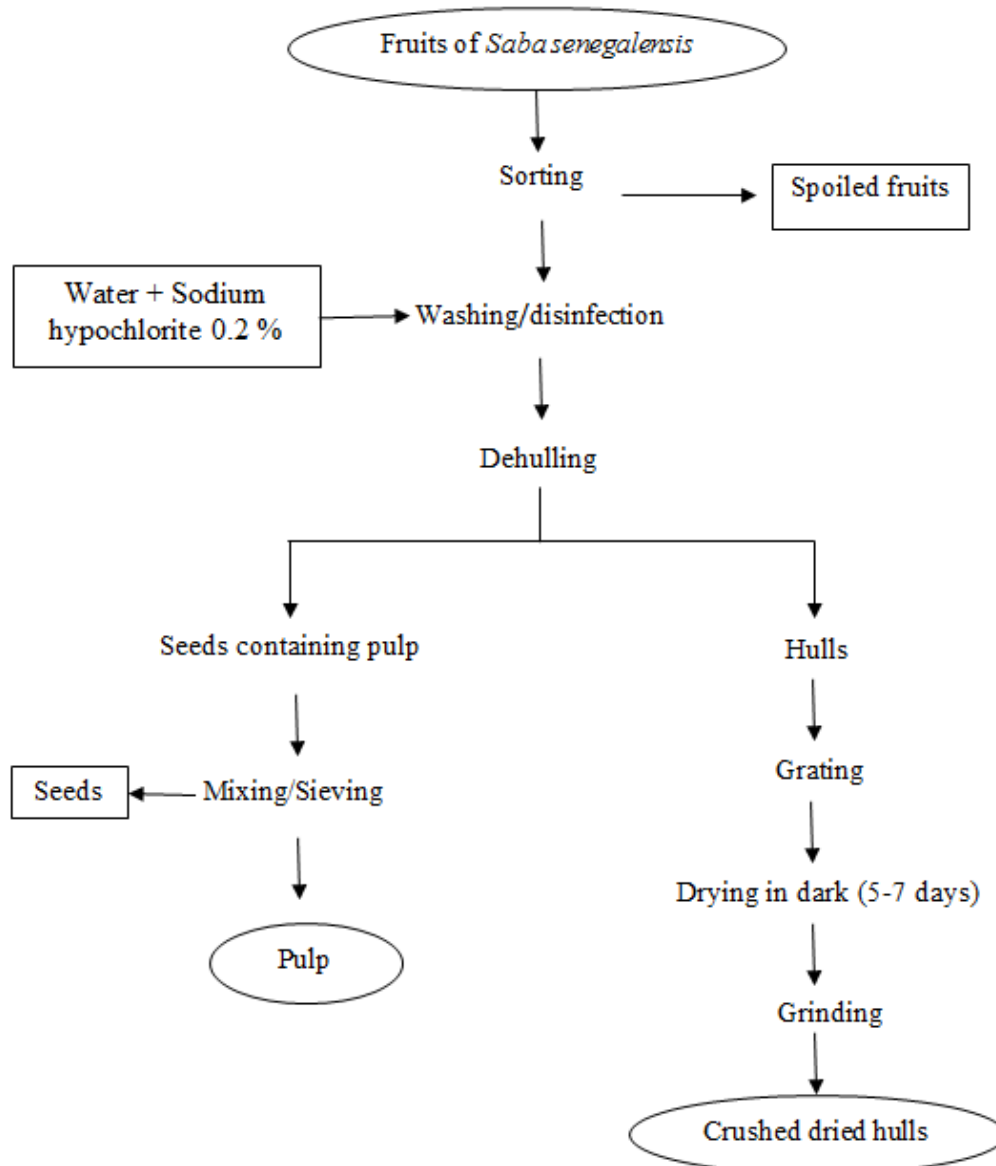 Fruits of Saba senegalensis
Sorting
Spoiled fruits
Water + Sodium
hypochlorite 0.2 %
Washing/disinfection
Dehulling
Seeds containing pulp
Hulls
Grating
Seeds
Mixing/Sieving
Drying in dark (5-7 days)
Pulp
Grinding
Crushed dried hulls